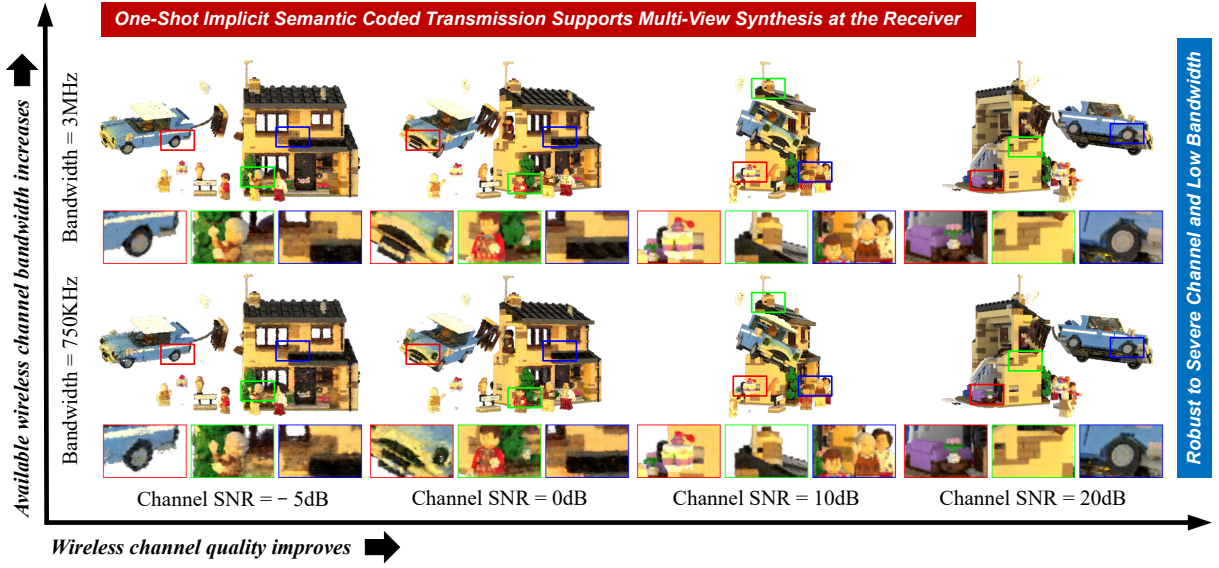 One-Shot Implicit Semantic Coded Transmission Supports Multi-View Synthesis at the Receiver
Available wireless channel bandwidth increases
Bandwidth = 3MHz
Bandwidth = 750KHz
Robust to Severe Channel and Low Bandwidth
Channel SNR = − 5dB
Channel SNR = 0dB
Channel SNR = 10dB
Channel SNR = 20dB
Wireless channel quality improves